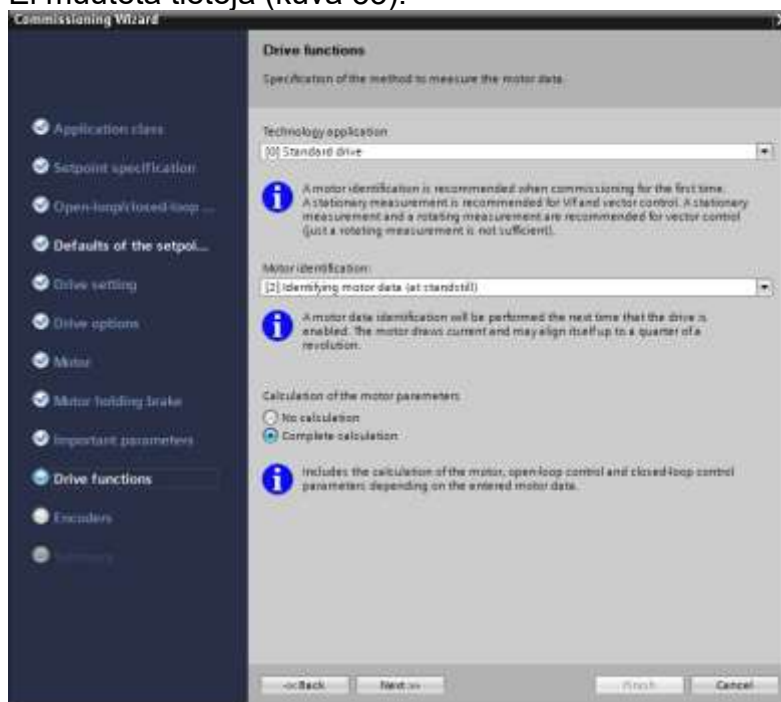 Ei muuteta tietoja (kuva 33).
Commissioning Wizard
Drive functions
Specification of the method to measure the motor data.
Application class
Setpoint specification
Open-loop/closed-loop ...
Defaults of the setpoi...
Drive setting
Drive options
Motor
Motor holding brake
Important parameters
Drive functions
Encoders
Summary
Technology application:
[0] Standard drive
A motor identification is recommended when commissioning for the first time.
A stationary measurement is recommended for V/f and vector control. A stationary
measurement and a rotating measurement are recommended for vector control
(just a rotating measurement is not sufficient).
Motor identification:
[2] Identifying motor data (at standstill)
A motor data identification will be performed the next time that the drive is
enabled. The motor draws current and may align itself up to a quarter of a
revolution.
Calculation of the motor parameters
No calculation
Complete calculation
Includes the calculation of the motor, open-loop control and closed-loop control
parameters depending on the entered motor data.
<< Back
Next >>
Finish
Cancel